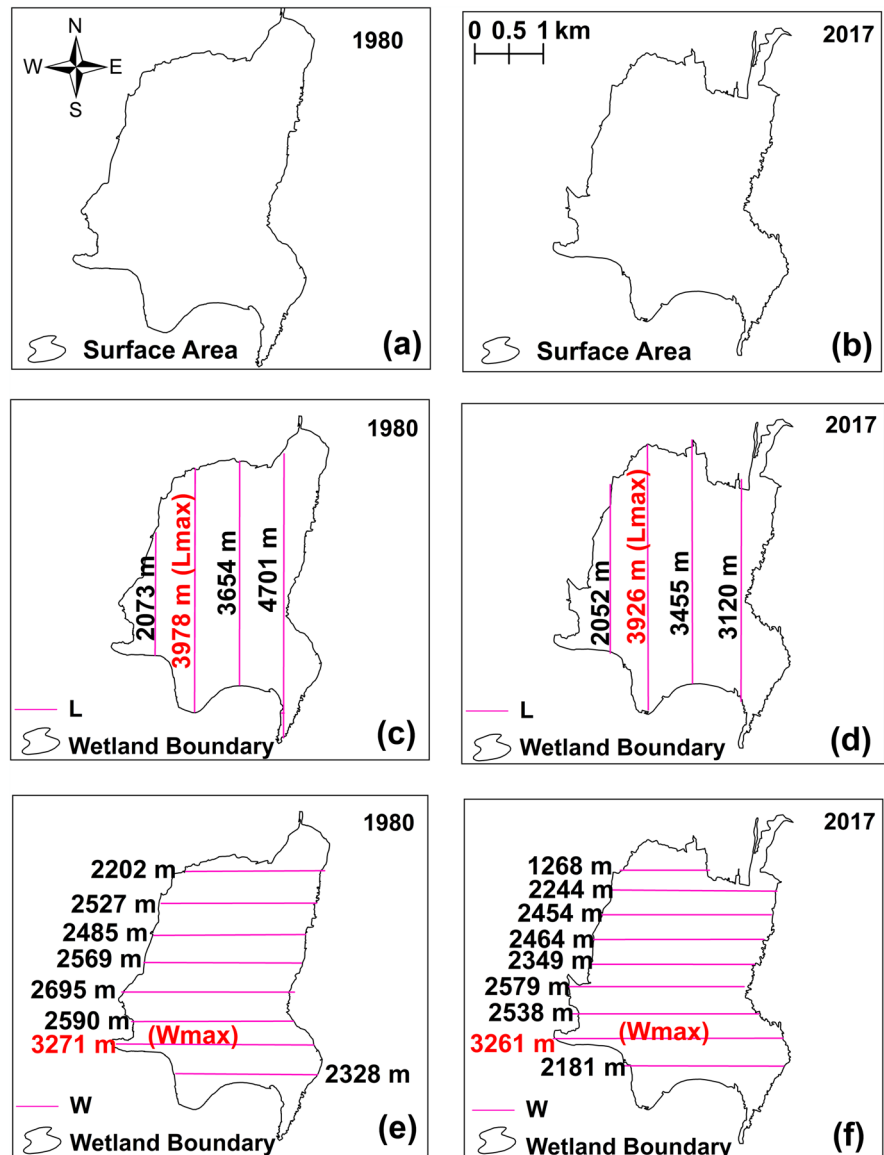 N
W E
S
1980
Surface Area
(a)
0 0.5 1 km
2017
Surface Area
(b)
1980
2073 m
3978 m (Lmax)
3654 m
4701 m
L
Wetland Boundary
(c)
2017
2052 m
3926 m (Lmax)
3455 m
3120 m
L
Wetland Boundary
(d)
1980
2202 m
2527 m
2485 m
2569 m
2695 m
2590 m
(Wmax)
3271 m
2328 m
W
Wetland Boundary
(e)
2017
1268 m
2244 m
2454 m
2464 m
2349 m
2579 m
2538 m
(Wmax)
3261 m
2181 m
W
Wetland Boundary
(f)